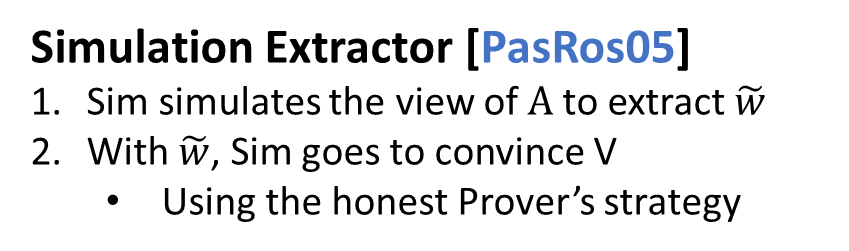 Simulation Extractor [PasRos05]
1. Sim simulates the view of A to extract w̃
2. With w̃, Sim goes to convince V
• Using the honest Prover's strategy